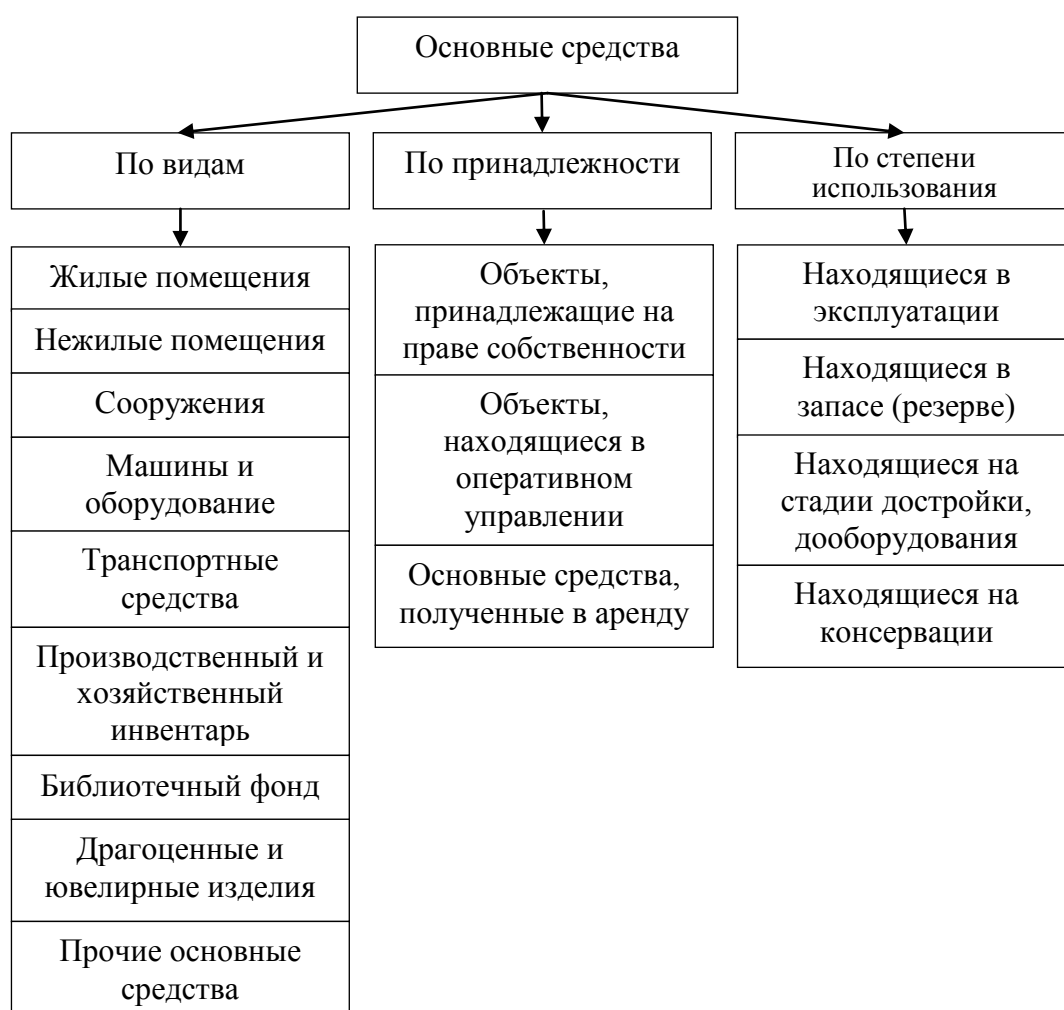 Основные средства
По видам
По принадлежности
По степени
использования
Жилые помещения
Нежилые помещения
Сооружения
Машины и
оборудование
Транспортные
средства
Производственный и
хозяйственный
инвентарь
Библиотечный фонд
Драгоценные и
ювелирные изделия
Прочие основные
средства
Объекты,
принадлежащие на
праве собственности
Объекты,
находящиеся в
оперативном
управлении
Основные средства,
полученные в аренду
Находящиеся в
эксплуатации
Находящиеся в
запасе (резерве)
Находящиеся на
стадии достройки,
дооборудования
Находящиеся на
консервации